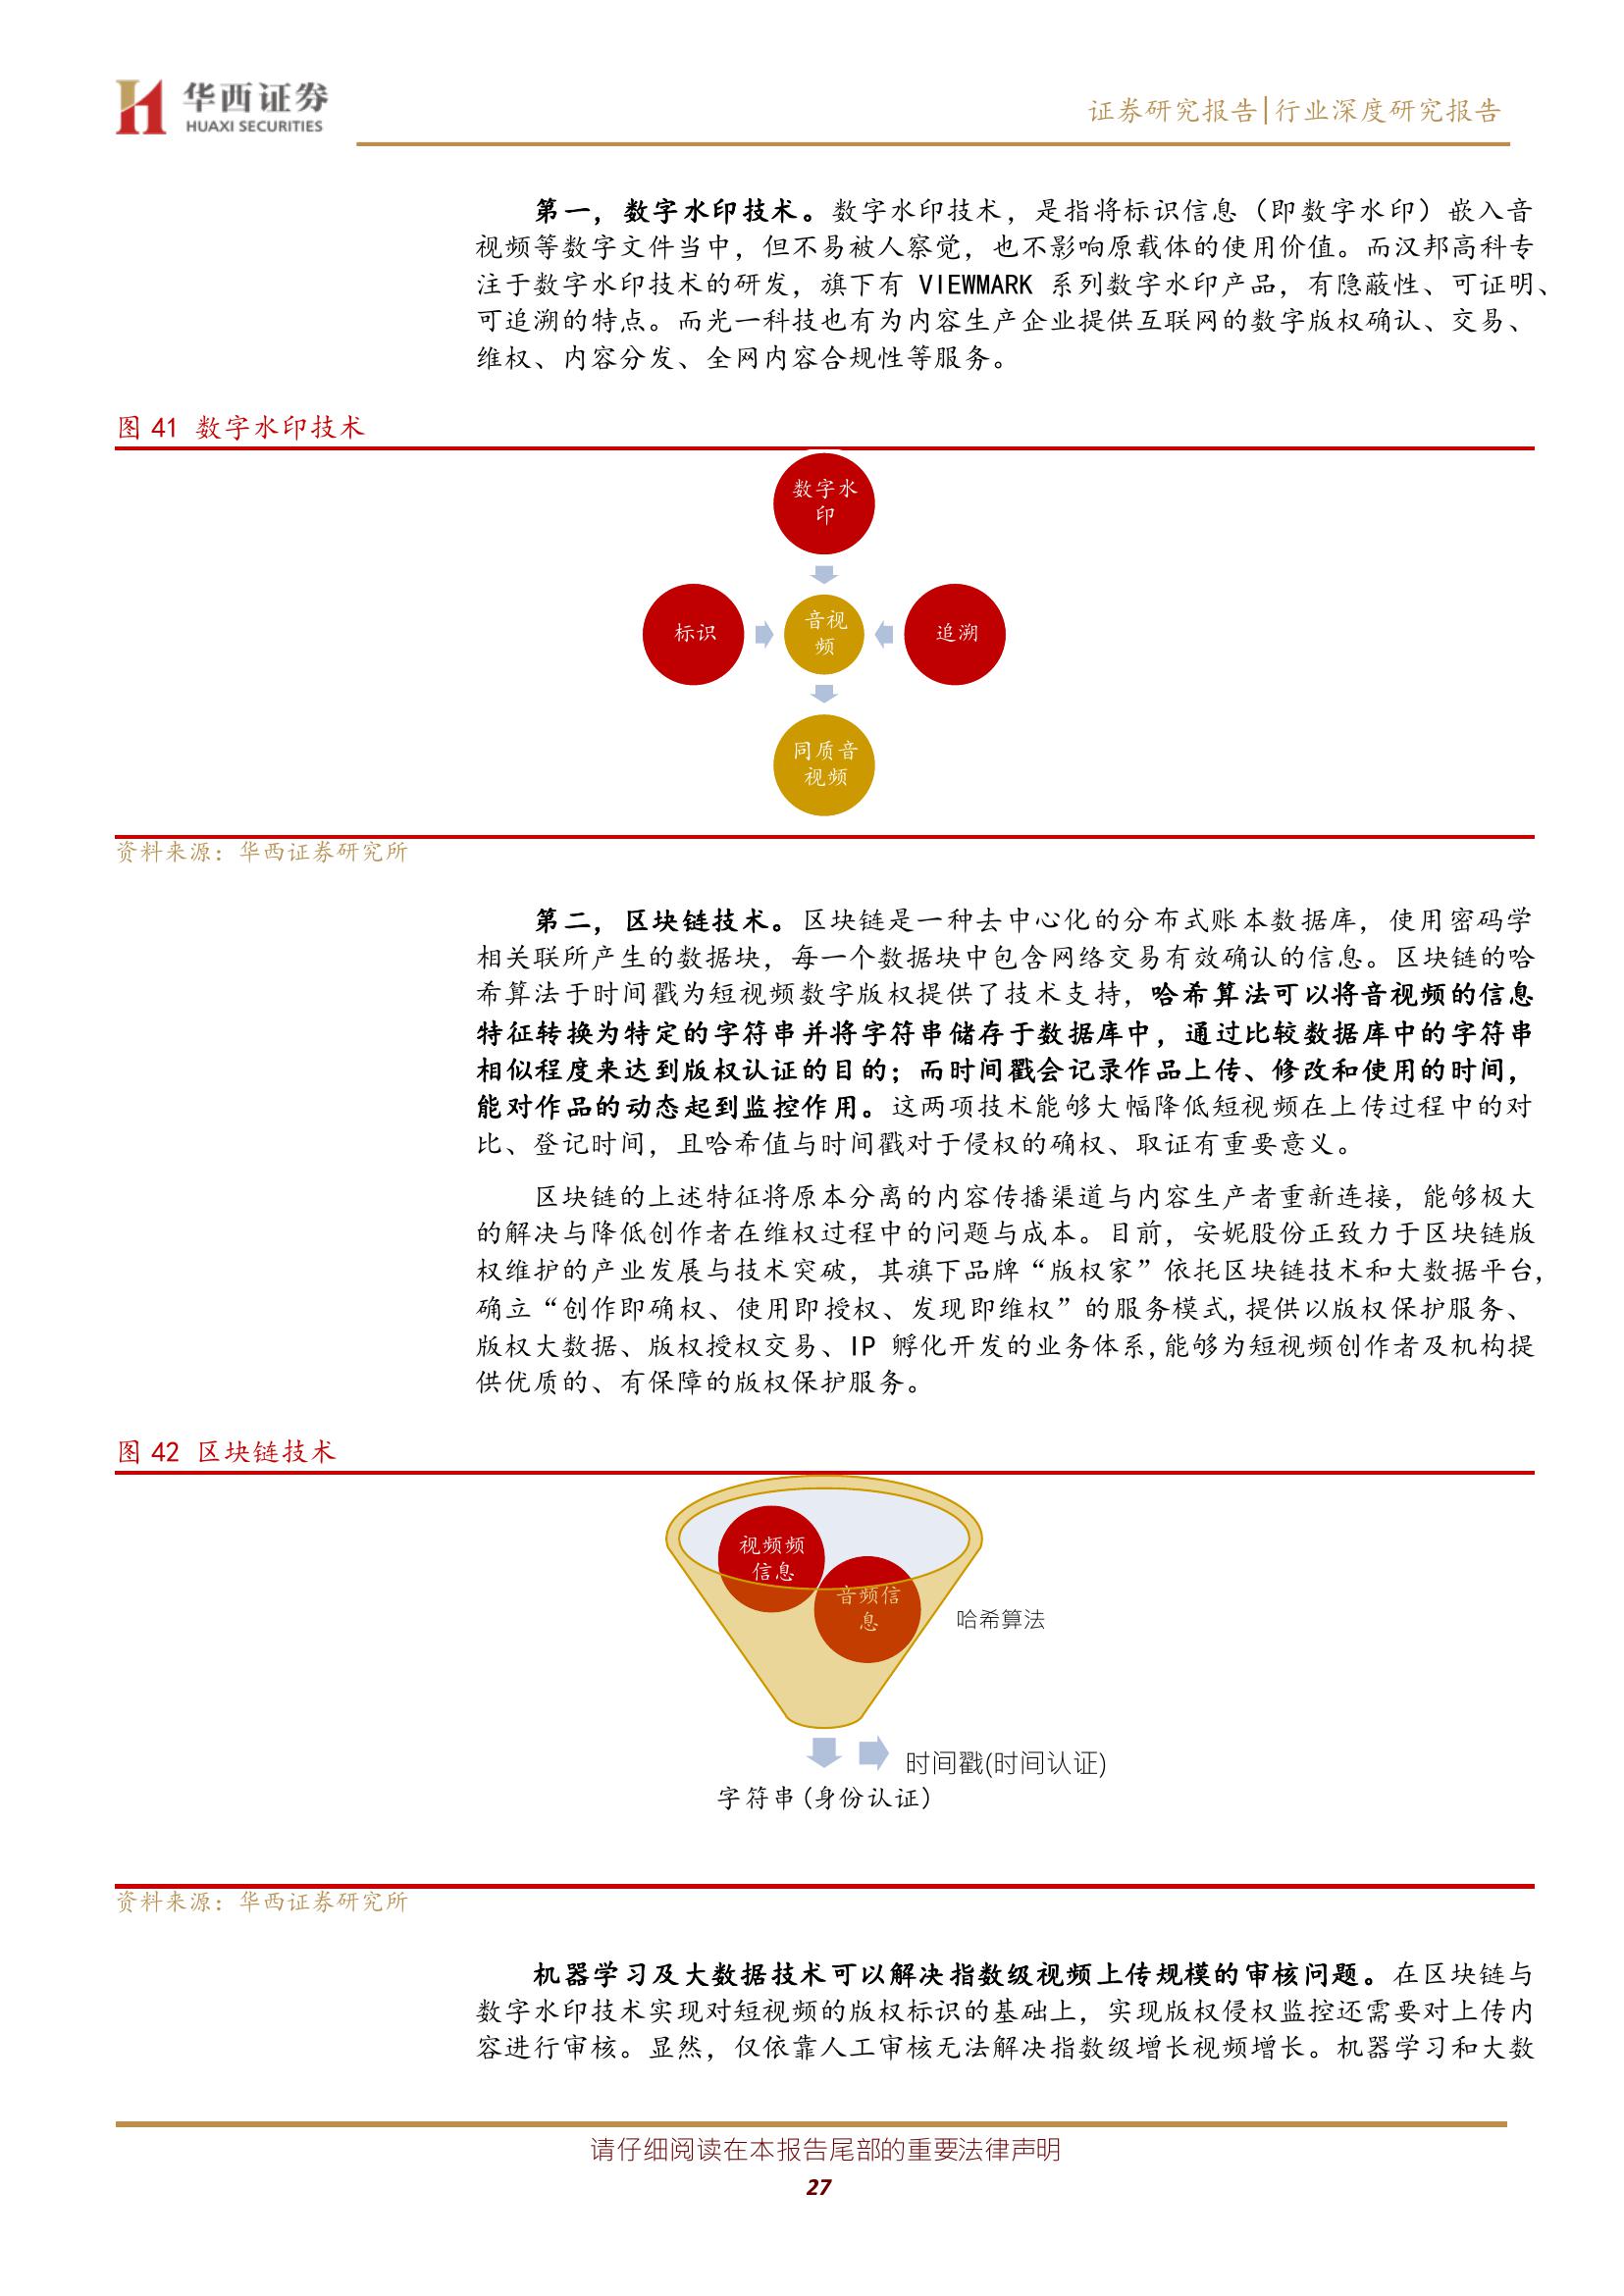 华西证券
HUAXI SECURITIES
证券研究报告|行业深度研究报告
第一，数字水印技术。数字水印技术，是指将标识信息（即数字水印）嵌入音
视频等数字文件当中，但不易被人察觉，也不影响原载体的使用价值。而汉邦高科专
注于数字水印技术的研发，旗下有 VIEWMARK 系列数字水印产品，有隐蔽性、可证明、
可追溯的特点。而光一科技也有为内容生产企业提供互联网的数字版权确认、交易、
维权、内容分发、全网内容合规性等服务。
图 41 数字水印技术
数字水
印
标识
音视
频
追溯
同质音
视频
资料来源：华西证券研究所
第二，区块链技术。区块链是一种去中心化的分布式账本数据库，使用密码学
相关联所产生的数据块，每一个数据块中包含网络交易有效确认的信息。区块链的哈
希算法于时间戳为短视频数字版权提供了技术支持，哈希算法可以将音视频的信息
特征转换为特定的字符串并将字符串储存于数据库中，通过比较数据库中的字符串
相似程度来达到版权认证的目的；而时间戳会记录作品上传、修改和使用的时间，
能对作品的动态起到监控作用。这两项技术能够大幅降低短视频在上传过程中的对
比、登记时间，且哈希值与时间戳对于侵权的确权、取证有重要意义。
区块链的上述特征将原本分离的内容传播渠道与内容生产者重新连接，能够极大
的解决与降低创作者在维权过程中的问题与成本。目前，安妮股份正致力于区块链版
权维护的产业发展与技术突破，其旗下品牌“版权家”依托区块链技术和大数据平台,
确立“创作即确权、使用即授权、发现即维权”的服务模式,提供以版权保护服务、
版权大数据、版权授权交易、IP 孵化开发的业务体系,能够为短视频创作者及机构提
供优质的、有保障的版权保护服务。
图 42 区块链技术
视频频
信息
音频信
息
哈希算法
时间戳(时间认证)
字符串(身份认证)
资料来源：华西证券研究所
机器学习及大数据技术可以解决指数级视频上传规模的审核问题。在区块链与
数字水印技术实现对短视频的版权标识的基础上，实现版权侵权监控还需要对上传内
容进行审核。显然，仅依靠人工审核无法解决指数级增长视频增长。机器学习和大数
请仔细阅读在本报告尾部的重要法律声明
27